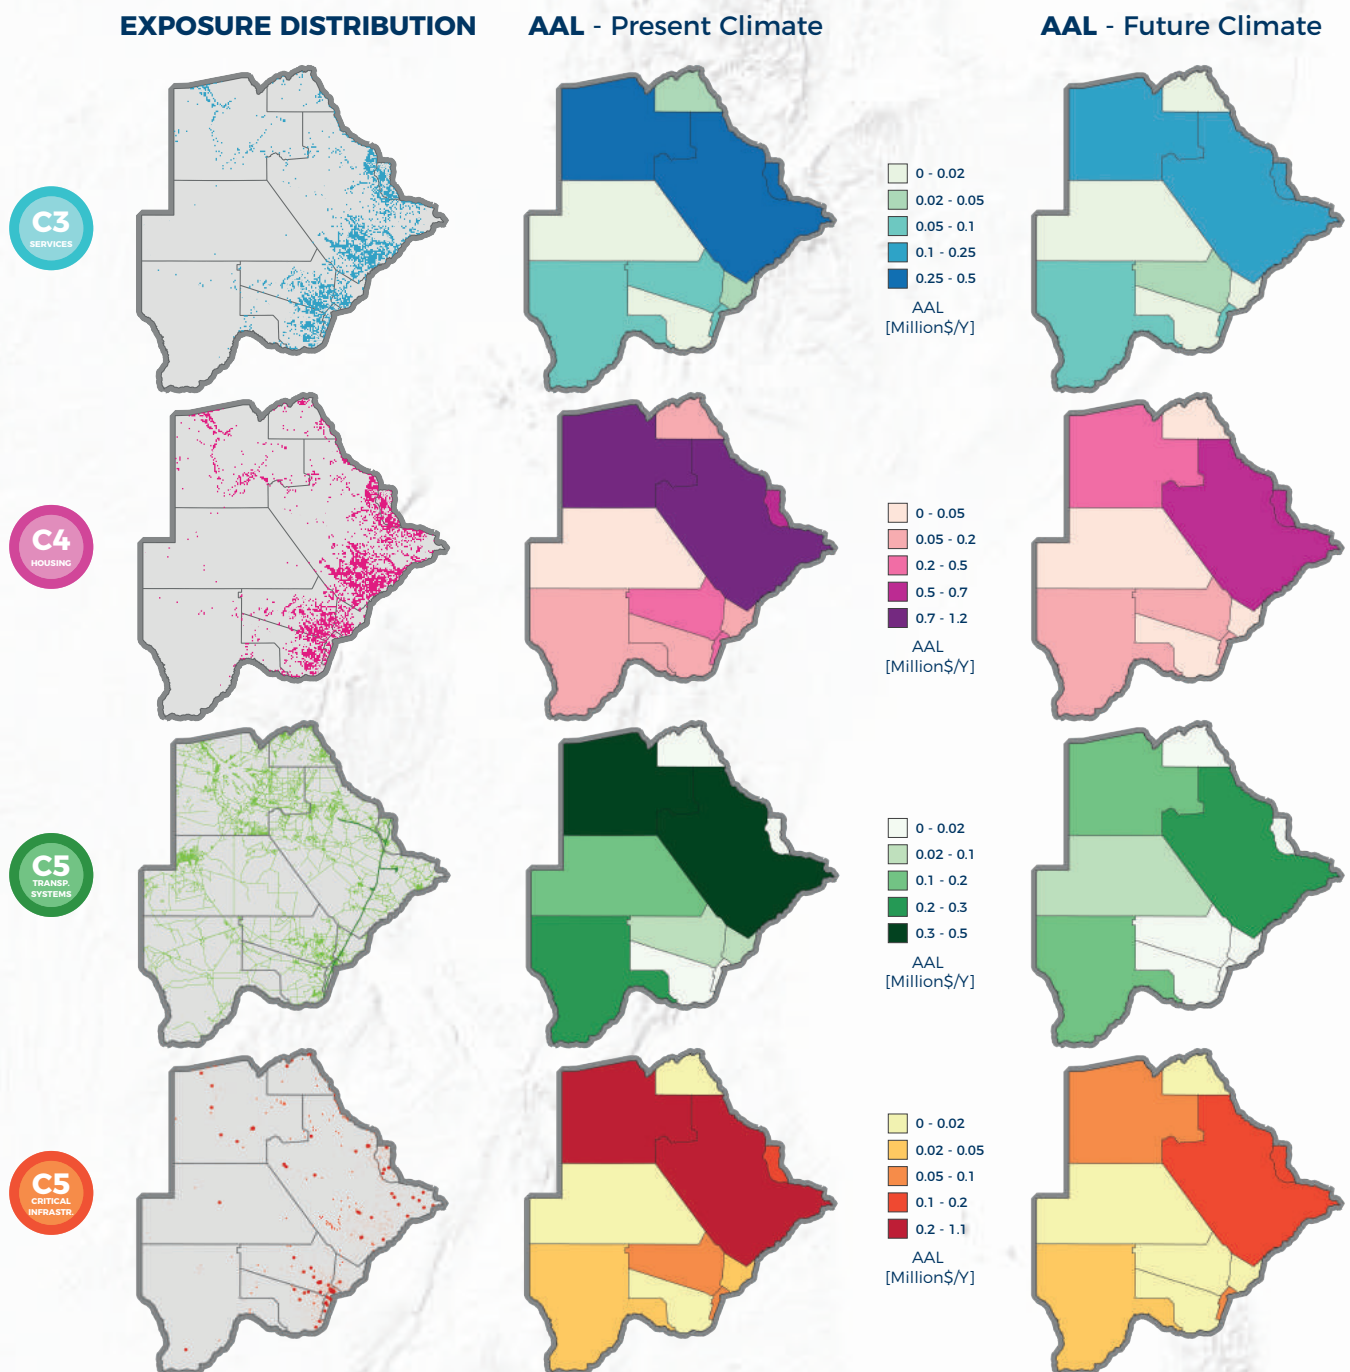 EXPOSURE DISTRIBUTION
AAL - Present Climate
AAL - Future Climate
C3
SERVICES
0 - 0.02
0.02 - 0.05
0.05 - 0.1
0.1 - 0.25
0.25 - 0.5
AAL
[Million$/Y]
C4
HOUSING
0 - 0.05
0.05 - 0.2
0.2 - 0.5
0.5 - 0.7
0.7 - 1.2
AAL
[Million$/Y]
C5
TRANSP.
SYSTEMS
0 - 0.02
0.02 - 0.1
0.1 - 0.2
0.2 - 0.3
0.3 - 0.5
AAL
[Million$/Y]
C5
CRITICAL
INFRASTR.
0 - 0.02
0.02 - 0.05
0.05 - 0.1
0.1 - 0.2
0.2 - 1.1
AAL
[Million$/Y]